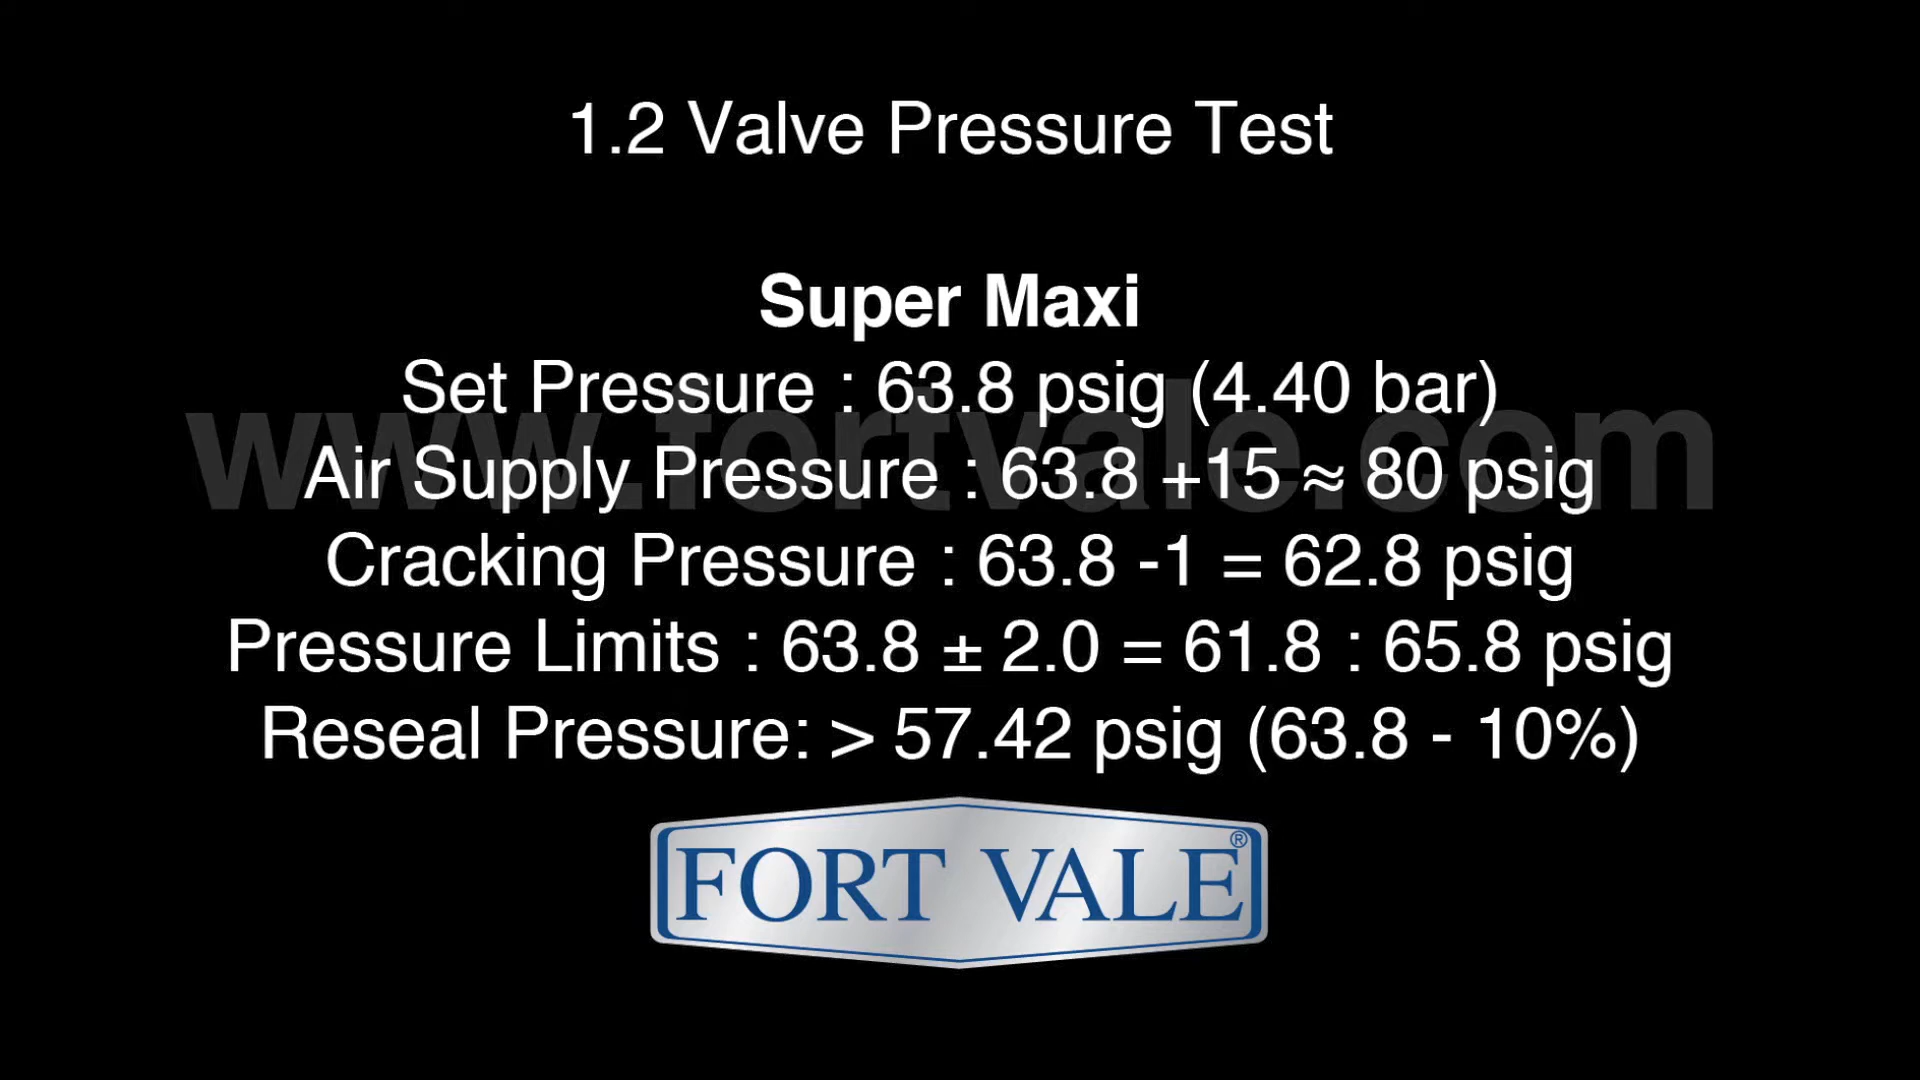 1.2 Valve Pressure Test
Super Maxi
Set Pressure : 63.8 psig (4.40 bar)
www.fortvale.com
Air Supply Pressure : 63.8 +15 ≈ 80 psig
Cracking Pressure : 63.8 -1 = 62.8 psig
Pressure Limits : 63.8 ± 2.0 = 61.8 : 65.8 psig
Reseal Pressure: > 57.42 psig (63.8 - 10%)
FORT VALE®